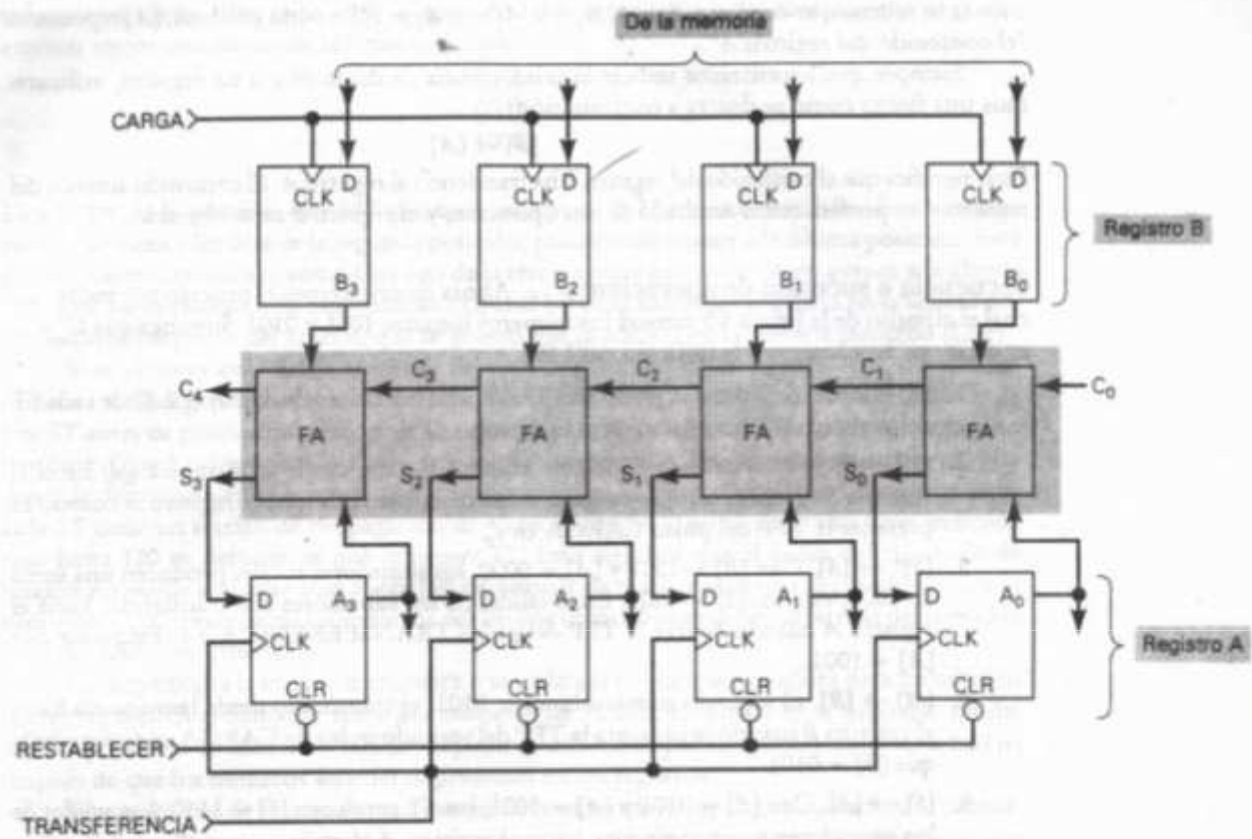 De la memoria
CARGA
D D D D
CLK CLK CLK CLK
Registro B
B₃ B₂ B₁ B₀
C₄ C₃ C₂ C₁ C₀
FA FA FA FA
S₃ S₂ S₁ S₀
D A₃ D A₂ D A₁ D A₀
CLK CLK CLK CLK
Registro A
CLR CLR CLR CLR
RESTABLECER
TRANSFERENCIA